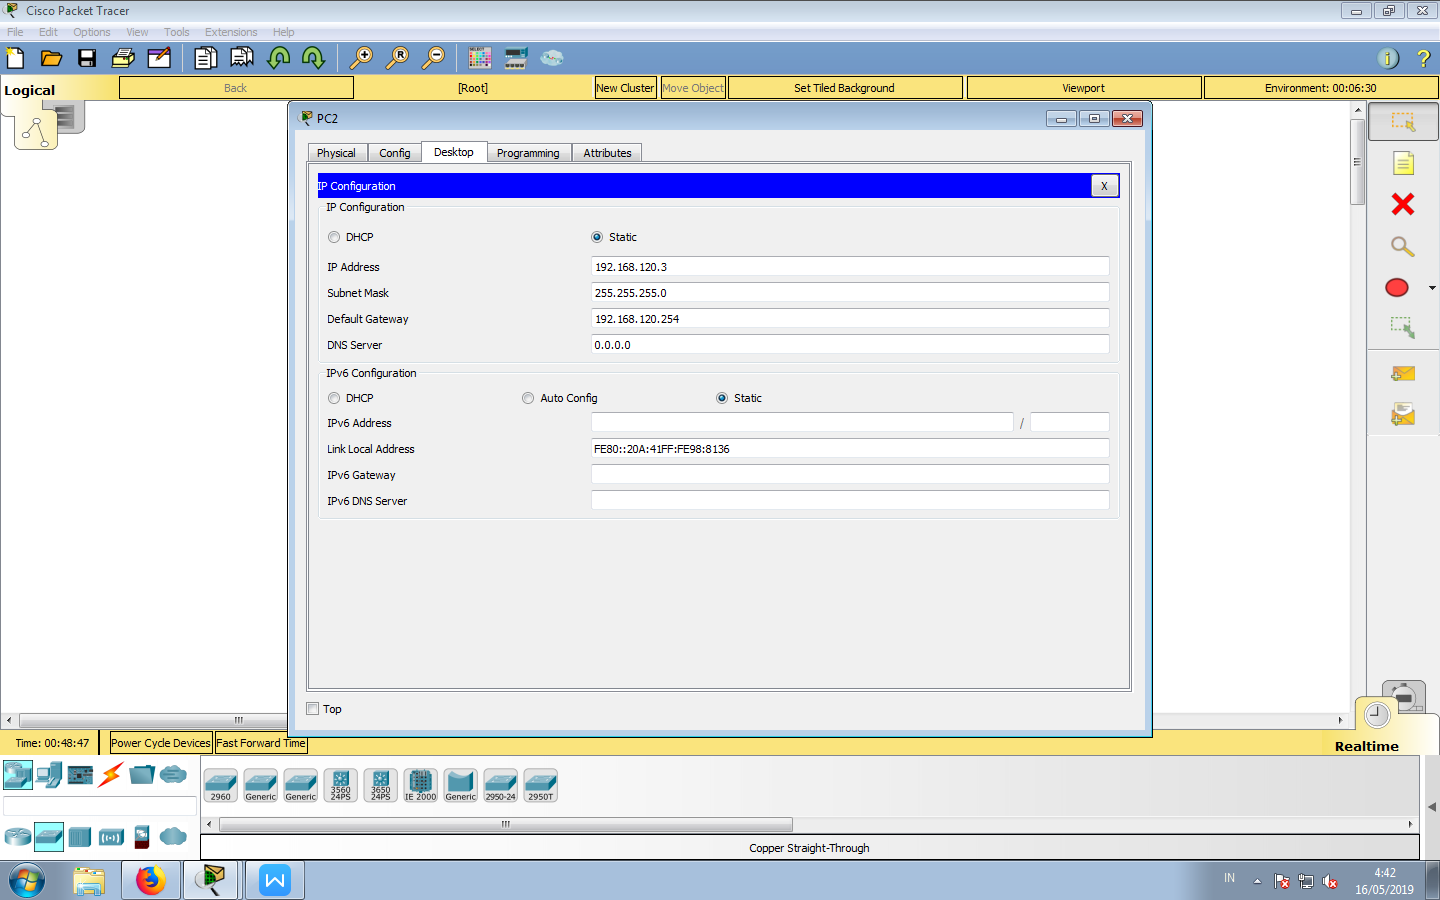 Cisco Packet Tracer
File Edit Options View Tools Extensions Help
Logical
Back
[Root]
New Cluster
Move Object
Set Tiled Background
Viewport
Environment: 00:06:30
PC2
Physical Config Desktop Programming Attributes
IP Configuration
X
IP Configuration
DHCP Static
IP Address 192.168.120.3
Subnet Mask 255.255.255.0
Default Gateway 192.168.120.254
DNS Server 0.0.0.0
IPv6 Configuration
DHCP Auto Config Static
IPv6 Address /
Link Local Address FE80::20A:41FF:FE98:8136
IPv6 Gateway
IPv6 DNS Server
Top
Time: 00:48:47
Power Cycle Devices
Fast Forward Time
Realtime
2960 Generic Generic 3560 24PS 3650 24PS IE 2000 Generic 2950-24 2950T
Copper Straight-Through
IN
4:42
16/05/2019